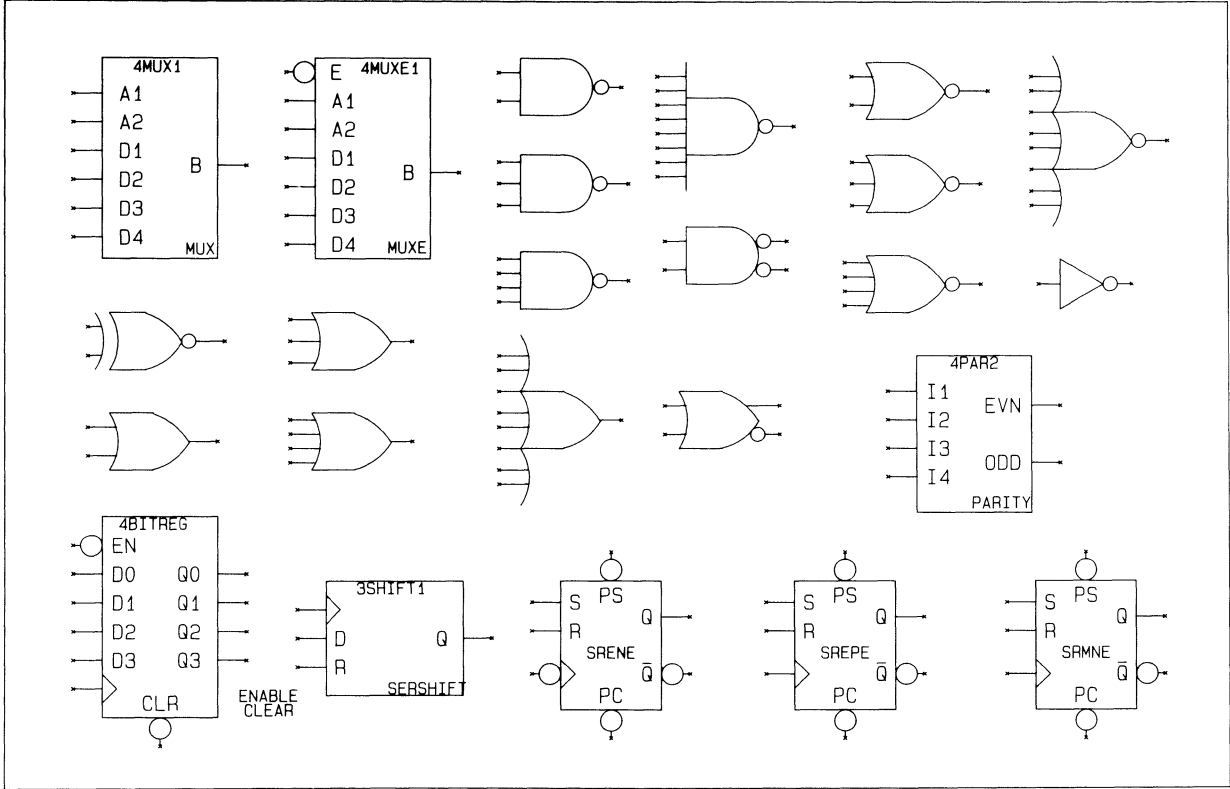 4MUX1
A1
A2
D1
B
D2
D3
D4
MUX
4MUXE1
E
A1
A2
D1
B
D2
D3
D4
MUXE
4PAR2
I1
EVN
I2
I3
ODD
I4
PARITY
4BITREG
EN
D0 Q0
D1 Q1
D2 Q2
D3 Q3
CLR
ENABLE
CLEAR
3SHIFT1
D Q
R
SERSHIFT
PS
S
Q
R
SRENE
Q̅
PC
PS
S
Q
R
SREPE
Q̅
PC
PS
S
Q
R
SRMNE
Q̅
PC